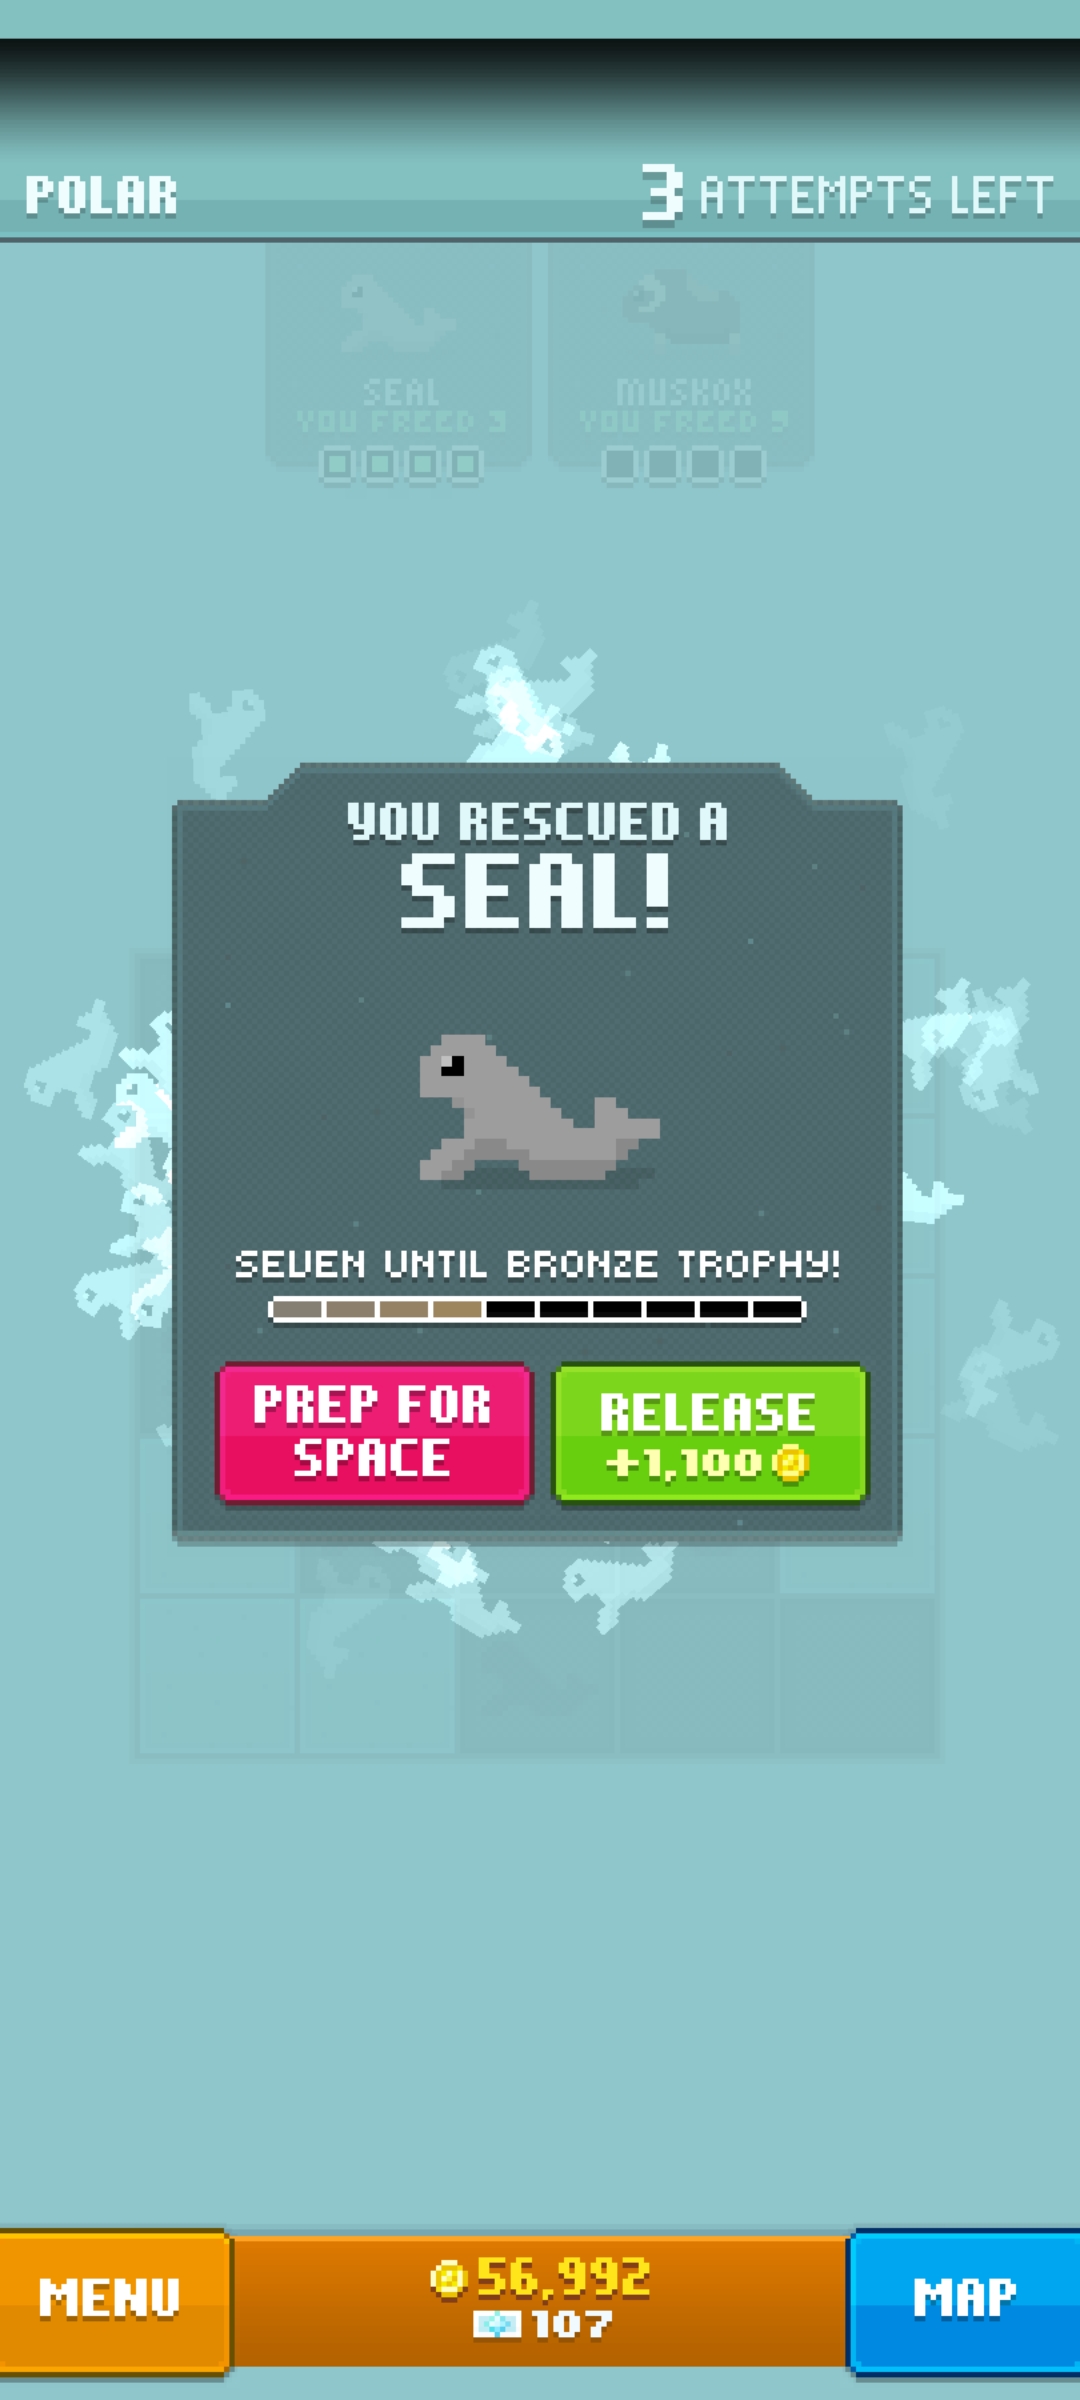 POLAR
3 ATTEMPTS LEFT
SEAL
YOU FREED 3
MUSKOX
YOU FREED 9
YOU RESCUED A
SEAL!
SEVEN UNTIL BRONZE TROPHY!
PREP FOR
SPACE
RELEASE
+1,100
MENU
56,992
107
MAP